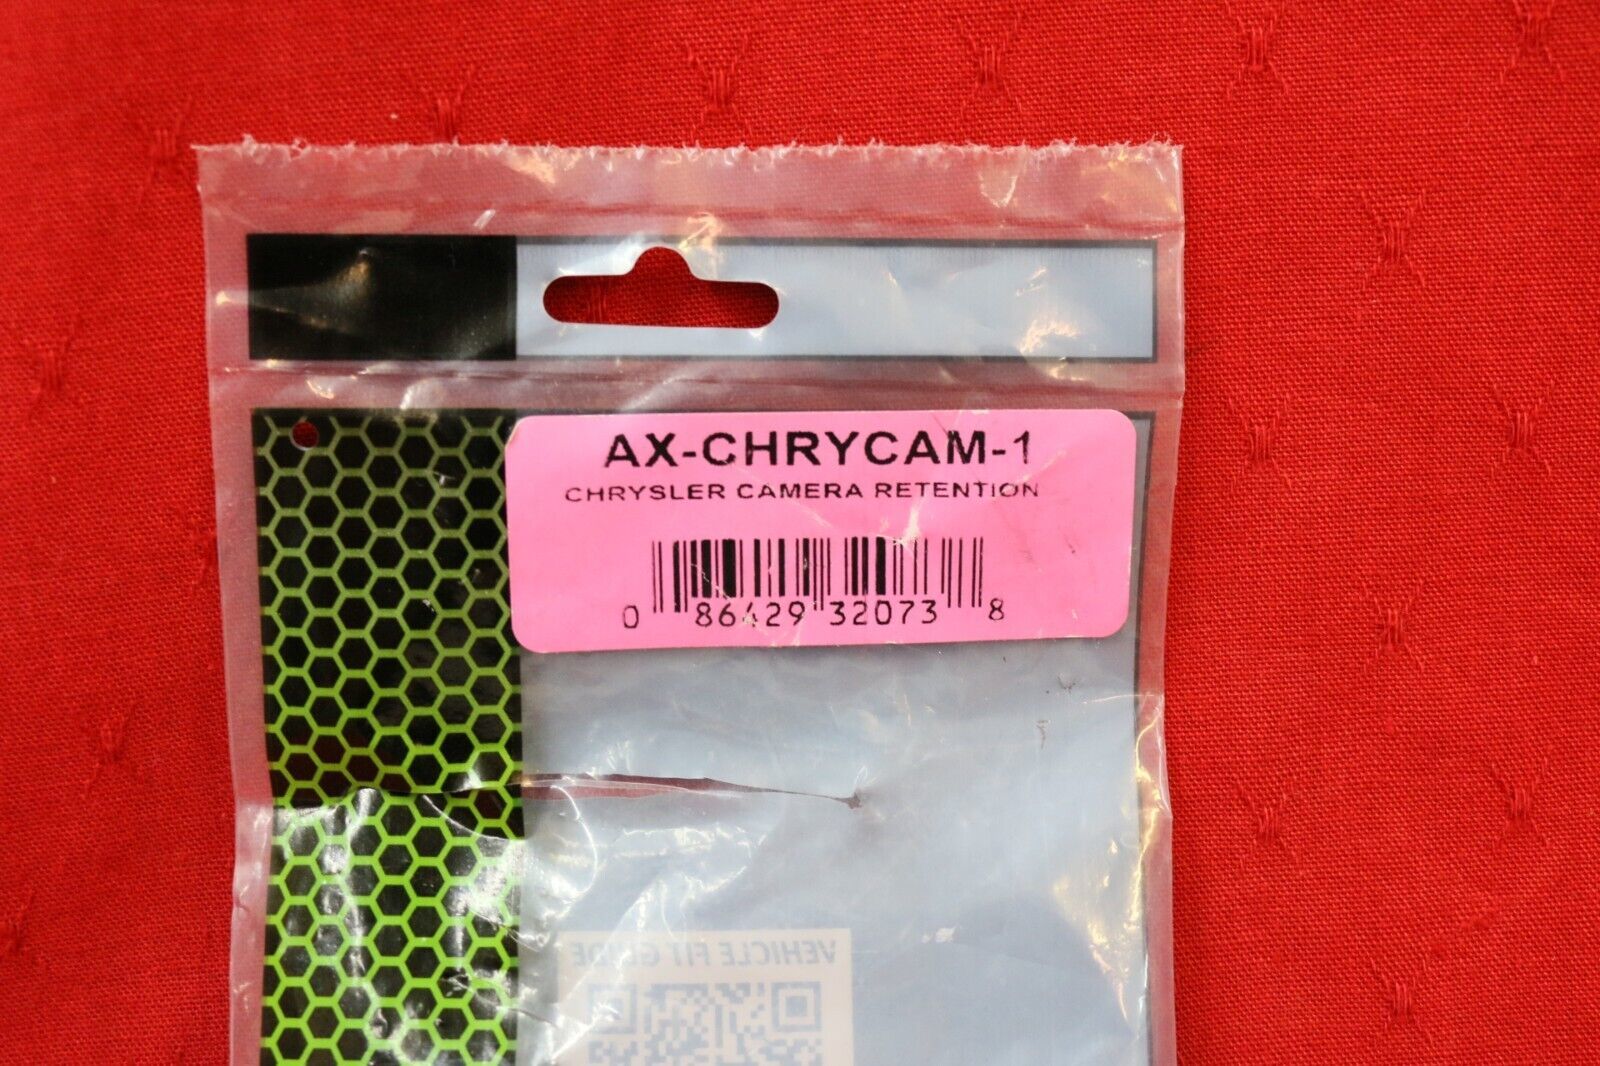 AX-CHRYCAM-1
CHRYSLER CAMERA RETENTION
0 86429 32073 8
VEHICLE FIT GUIDE